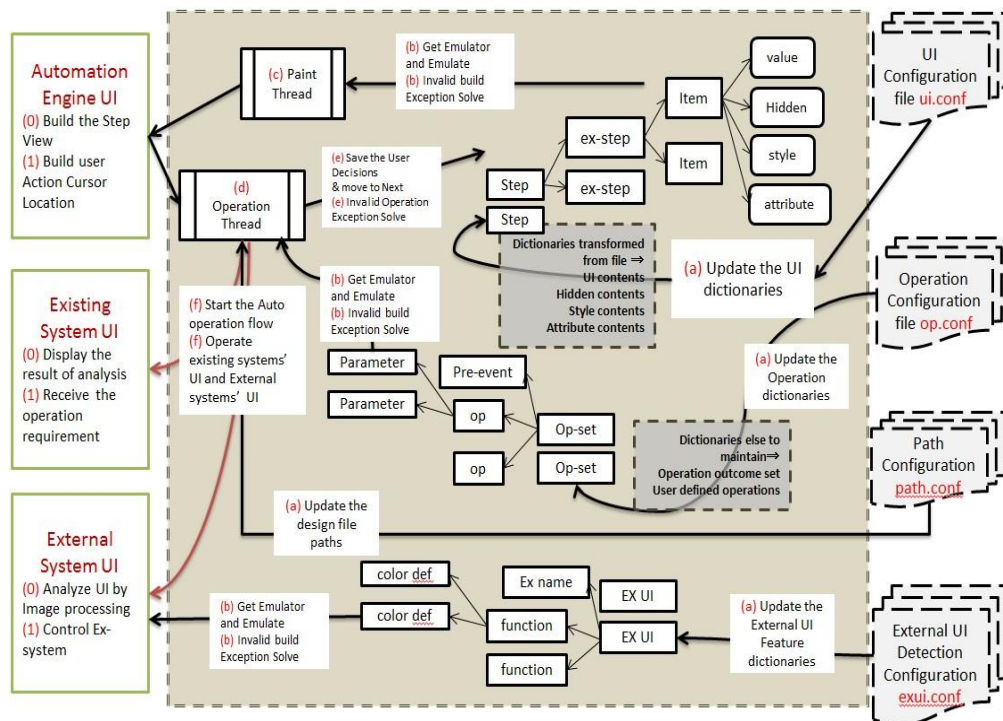 Automation
Engine UI
(0) Build the Step
View
(1) Build user
Action Cursor
Location
Existing
System UI
(0) Display the
result of analysis
(1) Receive the
operation
requirement
External
System UI
(0) Analyze UI by
Image processing
(1) Control Ex-
system
(c) Paint
Thread
(b) Get Emulator
and Emulate
(b) Invalid build
Exception Solve
(d)
Operation
Thread
(e) Save the User
Decisions
& move to Next
(e) Invalid Operation
Exception Solve
Step
Step
ex-step
ex-step
Item
Item
value
Hidden
style
attribute
Dictionaries transformed
from file ⇒
UI contents
Hidden contents
Style contents
Attribute contents
(a) Update the UI
dictionaries
(f) Start the Auto
operation flow
(f) Operate
existing systems'
UI and External
systems' UI
(b) Get Emulator
and Emulate
(b) Invalid build
Exception Solve
Parameter
Parameter
Pre-event
op
op
Op-set
Op-set
(a) Update the
Operation
dictionaries
Dictionaries else to
maintain⇒
Operation outcome set
User defined operations
(a) Update the
design file
paths
color def
color def
Ex name
function
function
EX UI
EX UI
(b) Get Emulator
and Emulate
(b) Invalid build
Exception Solve
(a) Update the
External UI
Feature
dictionaries
UI
Configuration
file ui.conf
Operation
Configuration
file op.conf
Path
Configuration
path.conf
External UI
Detection
Configuration
exui.conf